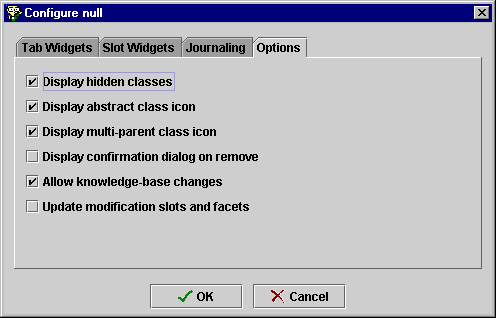 Configure null
Tab Widgets Slot Widgets Journaling Options
Display hidden classes
Display abstract class icon
Display multi-parent class icon
Display confirmation dialog on remove
Allow knowledge-base changes
Update modification slots and facets
OK Cancel